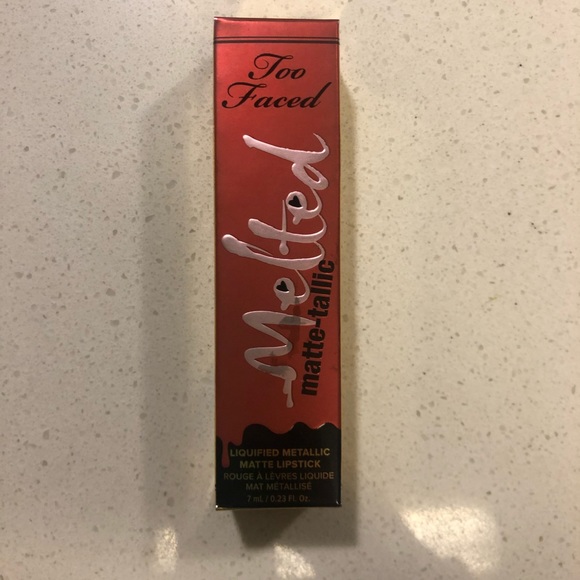 Too
Faced
Melted
matte-tallic
LIQUIFIED METALLIC
MATTE LIPSTICK
ROUGE À LÈVRES LIQUIDE
MAT MÉTALLISÉ
7 mL / 0.23 Fl. Oz.